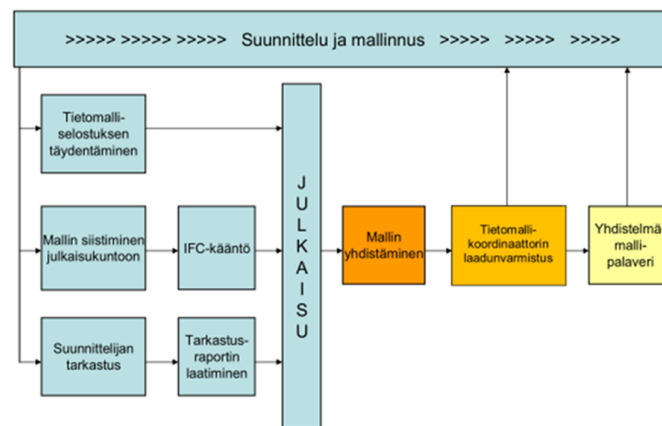 >>>>> >>>>> >>>>> Suunnittelu ja mallinnus >>>>> >>>>> >>>>>
Tietomalli-
selostuksen
täydentäminen
Mallin siistiminen
julkaisukuntoon
IFC-kääntö
Suunnittelijan
tarkastus
Tarkastus-
raportin
laatiminen
J
U
L
K
A
I
S
U
Mallin
yhdistäminen
Tietomalli-
koordinaattorin
laadunvarmistus
Yhdistelmä
malli-
palaveri